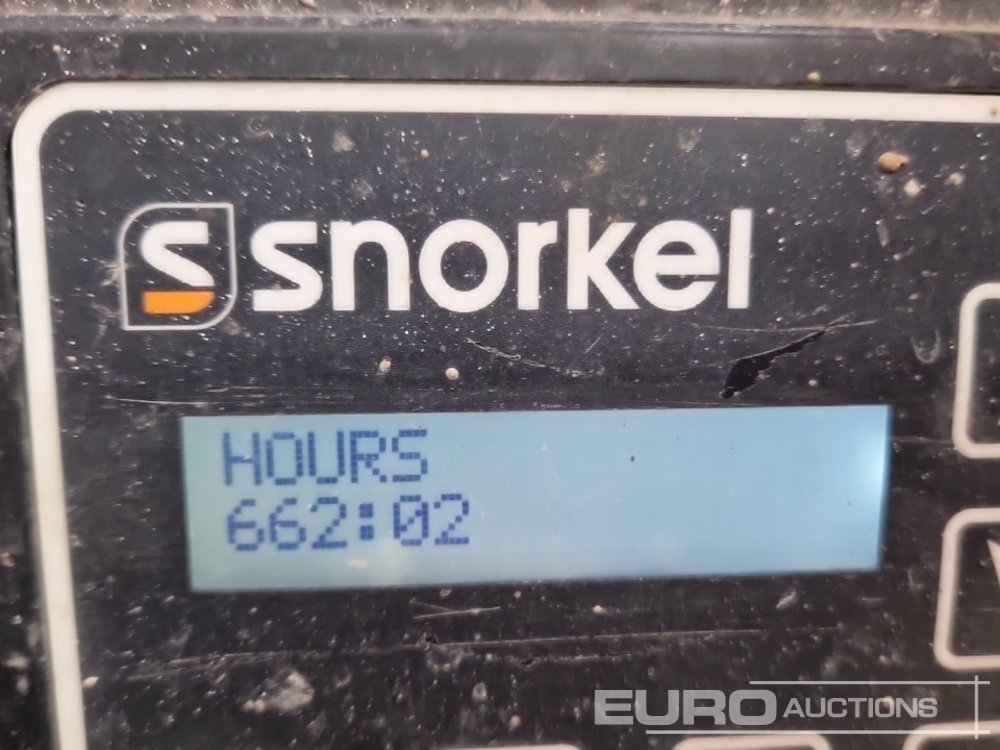 S snorkel
HOURS
662:02
EURO AUCTIONS